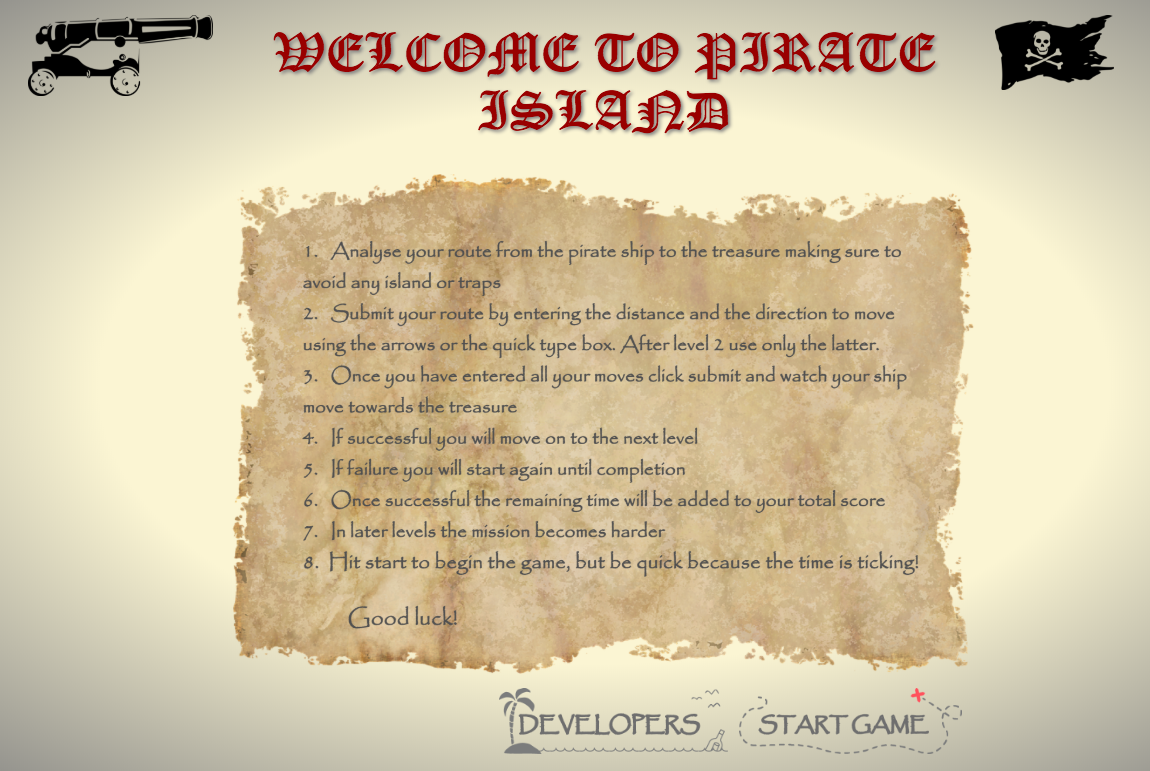 WELCOME TO PIRATE
ISLAND
1. Analyse your route from the pirate ship to the treasure making sure to
avoid any island or traps
2. Submit your route by entering the distance and the direction to move
using the arrows or the quick type box. After level 2 use only the latter.
3. Once you have entered all your moves click submit and watch your ship
move towards the treasure
4. If successful you will move on to the next level
5. If failure you will start again until completion
6. Once successful the remaining time will be added to your total score
7. In later levels the mission becomes harder
8. Hit start to begin the game, but be quick because the time is ticking!
Good luck!
DEVELOPERS
START GAME